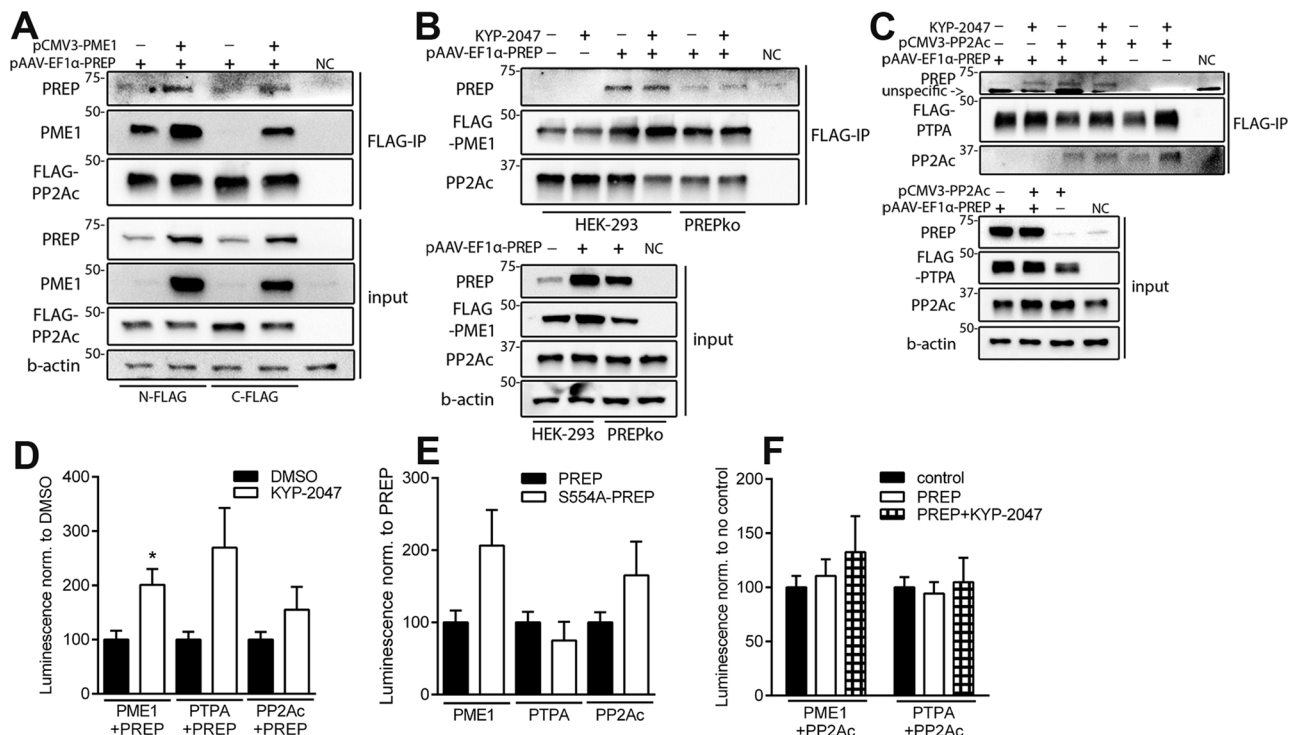 A
pCMV3-PME1 – + – +
pAAV-EF1α-PREP + + + + NC
75-
PREP
50-
PME1
FLAG-IP
50-
FLAG-
PP2Ac
75-
PREP
50-
PME1
input
50-
FLAG-
PP2Ac
50-
b-actin
N-FLAG C-FLAG
B
KYP-2047 – + – + – +
pAAV-EF1α-PREP – – + + + + NC
75-
PREP
50-
FLAG
-PME1
FLAG-IP
37-
PP2Ac
HEK-293 PREPko
pAAV-EF1α-PREP – + + NC
75-
PREP
50-
FLAG
-PME1
input
37-
PP2Ac
50-
b-actin
HEK-293 PREPko
C
KYP-2047 – + – + – +
pCMV3-PP2Ac – – + + + +
pAAV-EF1α-PREP + + + + – – NC
75-
PREP
unspecific ->
50-
FLAG-
PTPA
FLAG-IP
37-
PP2Ac
pCMV3-PP2Ac – + +
pAAV-EF1α-PREP + + – NC
75-
PREP
50-
FLAG
-PTPA
input
37-
PP2Ac
50-
b-actin
D
Luminescence norm. to DMSO
400
300
200
100
0
DMSO
KYP-2047
*
PME1
+PREP
PTPA
+PREP
PP2Ac
+PREP
E
Luminescence norm. to PREP
300
200
100
0
PREP
S554A-PREP
PME1 PTPA PP2Ac
F
Luminescence norm. to no control
200
150
100
50
0
control
PREP
PREP+KYP-2047
PME1
+PP2Ac
PTPA
+PP2Ac